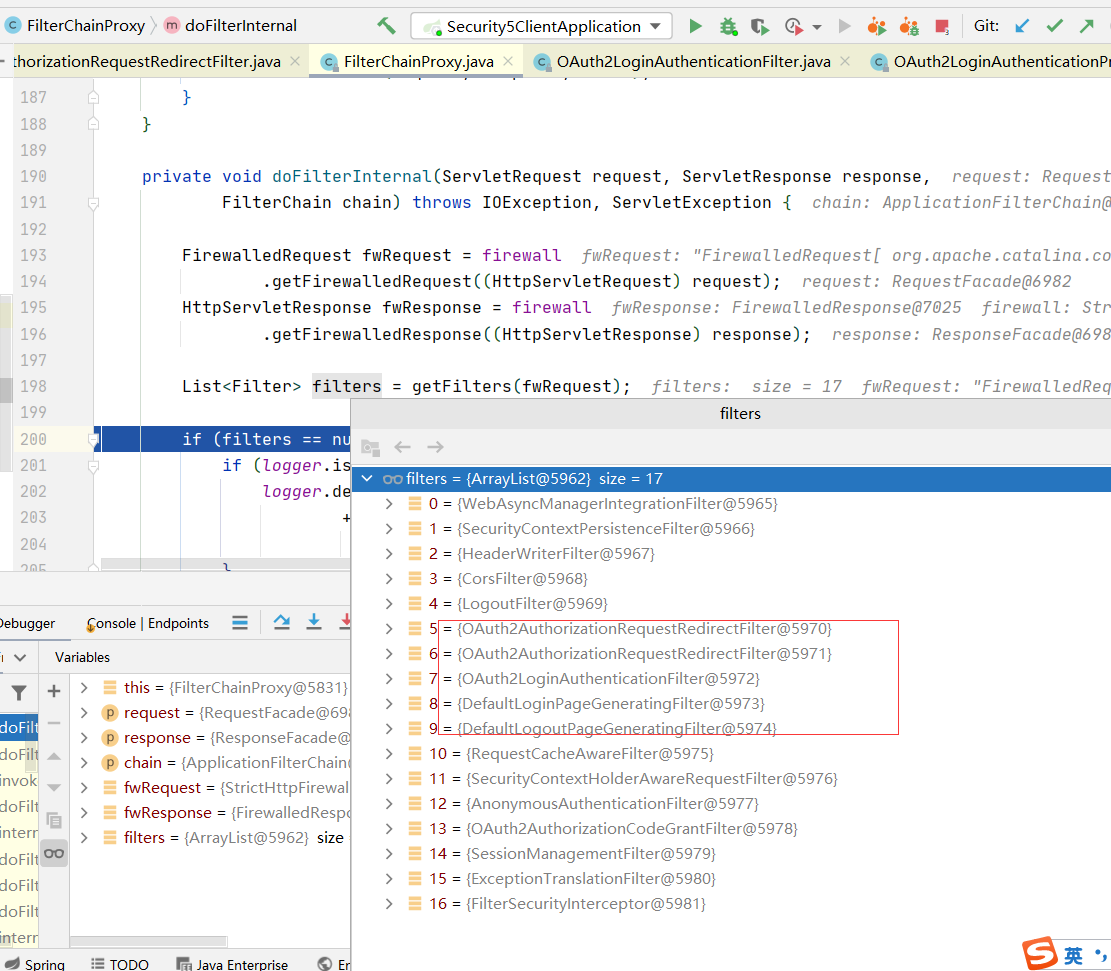 FilterChainProxy m doFilterInternal Security5ClientApplication Git:
thorizationRequestRedirectFilter.java FilterChainProxy.java OAuth2LoginAuthenticationFilter.java OAuth2LoginAuthenticationPr
187 }
188 }
189
190 private void doFilterInternal(ServletRequest request, ServletResponse response, request: Request
191 FilterChain chain) throws IOException, ServletException { chain: ApplicationFilterChain@
192
193 FirewalledRequest fwRequest = firewall fwRequest: "FirewalledRequest[ org.apache.catalina.co
194 .getFirewalledRequest((HttpServletRequest) request); request: RequestFacade@6982
195 HttpServletResponse fwResponse = firewall fwResponse: FirewalledResponse@7025 firewall: Str
196 .getFirewalledResponse((HttpServletResponse) response); response: ResponseFacade@698
197
198 List<Filter> filters = getFilters(fwRequest); filters: size = 17 fwRequest: "FirewalledReq
199
200 if (filters == nu
201 if (logger.is
202 logger.de
203 +
204
205 }
filters
filters = {ArrayList@5962} size = 17
0 = {WebAsyncManagerIntegrationFilter@5965}
1 = {SecurityContextPersistenceFilter@5966}
2 = {HeaderWriterFilter@5967}
3 = {CorsFilter@5968}
4 = {LogoutFilter@5969}
5 = {OAuth2AuthorizationRequestRedirectFilter@5970}
6 = {OAuth2AuthorizationRequestRedirectFilter@5971}
7 = {OAuth2LoginAuthenticationFilter@5972}
8 = {DefaultLoginPageGeneratingFilter@5973}
9 = {DefaultLogoutPageGeneratingFilter@5974}
10 = {RequestCacheAwareFilter@5975}
11 = {SecurityContextHolderAwareRequestFilter@5976}
12 = {AnonymousAuthenticationFilter@5977}
13 = {OAuth2AuthorizationCodeGrantFilter@5978}
14 = {SessionManagementFilter@5979}
15 = {ExceptionTranslationFilter@5980}
16 = {FilterSecurityInterceptor@5981}
Debugger Console Endpoints
Variables
this = {FilterChainProxy@5831}
request = {RequestFacade@698
response = {ResponseFacade@
chain = {ApplicationFilterChain
fwRequest = {StrictHttpFirewal
fwResponse = {FirewalledRespo
filters = {ArrayList@5962} size
doFilt
doFilt
invok
doFilt
interr
doFilt
doFilt
doFilt
interr
Spring TODO Java Enterprise Er
S 英